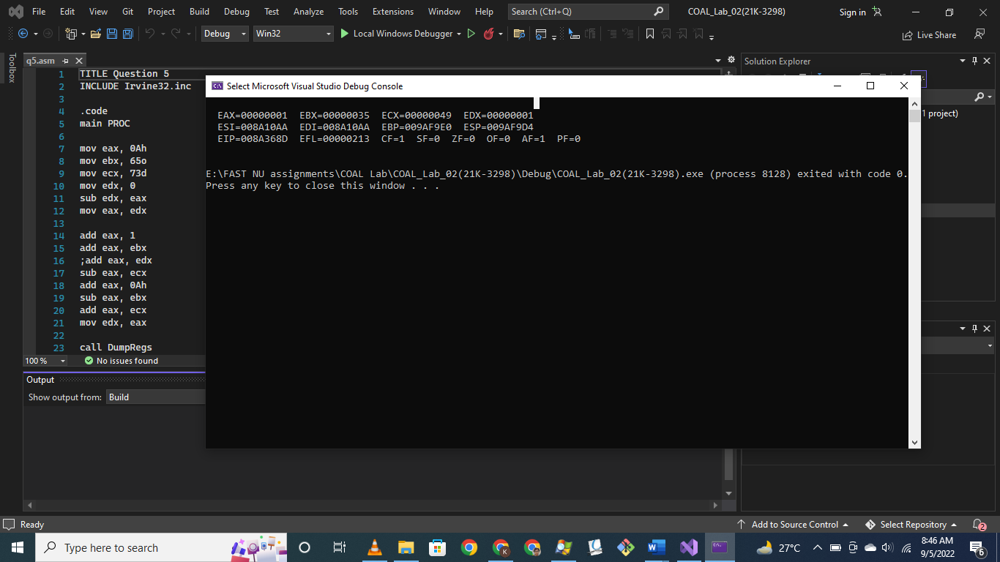 File Edit View Git Project Build Debug Test Analyze Tools Extensions Window Help Search (Ctrl+Q) COAL_Lab_02(21K-3298) Sign in
Debug Win32 Local Windows Debugger Live Share
Toolbox
q5.asm
Solution Explorer
1 TITLE Question 5
2 INCLUDE Irvine32.inc
3
4 .code
5 main PROC
6
7 mov eax, 0Ah
8 mov ebx, 65o
9 mov ecx, 73d
10 mov edx, 0
11 sub edx, eax
12 mov eax, edx
13
14 add eax, 1
15 add eax, ebx
16 ;add eax, edx
17 sub eax, ecx
18 add eax, 0Ah
19 sub eax, ebx
20 add eax, ecx
21 mov edx, eax
22
23 call DumpRegs
100 % No issues found
Select Microsoft Visual Studio Debug Console
EAX=00000001 EBX=00000035 ECX=00000049 EDX=00000001
ESI=008A10AA EDI=008A10AA EBP=009AF9E0 ESP=009AF9D4
EIP=008A368D EFL=00000213 CF=1 SF=0 ZF=0 OF=0 AF=1 PF=0
E:\FAST NU assignments\COAL Lab\COAL_Lab_02(21K-3298)\Debug\COAL_Lab_02(21K-3298).exe (process 8128) exited with code 0.
Press any key to close this window . . .
1 project)
Output
Show output from: Build
Ready Add to Source Control Select Repository 2
Type here to search 27°C 8:46 AM
9/5/2022 6